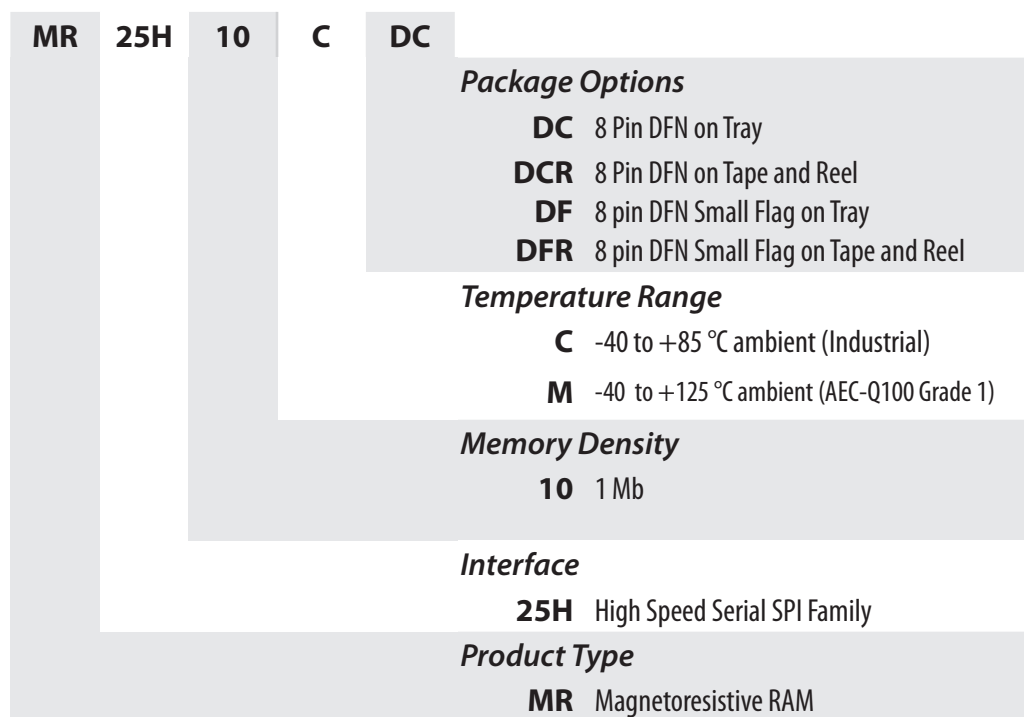 MR 25H 10 C DC
Package Options
DC 8 Pin DFN on Tray
DCR 8 Pin DFN on Tape and Reel
DF 8 pin DFN Small Flag on Tray
DFR 8 pin DFN Small Flag on Tape and Reel
Temperature Range
C -40 to +85 °C ambient (Industrial)
M -40 to +125 °C ambient (AEC-Q100 Grade 1)
Memory Density
10 1 Mb
Interface
25H High Speed Serial SPI Family
Product Type
MR Magnetoresistive RAM